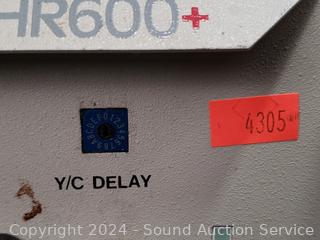 HR600+
4305
Y/C DELAY
Copyright 2024 - Sound Auction Service